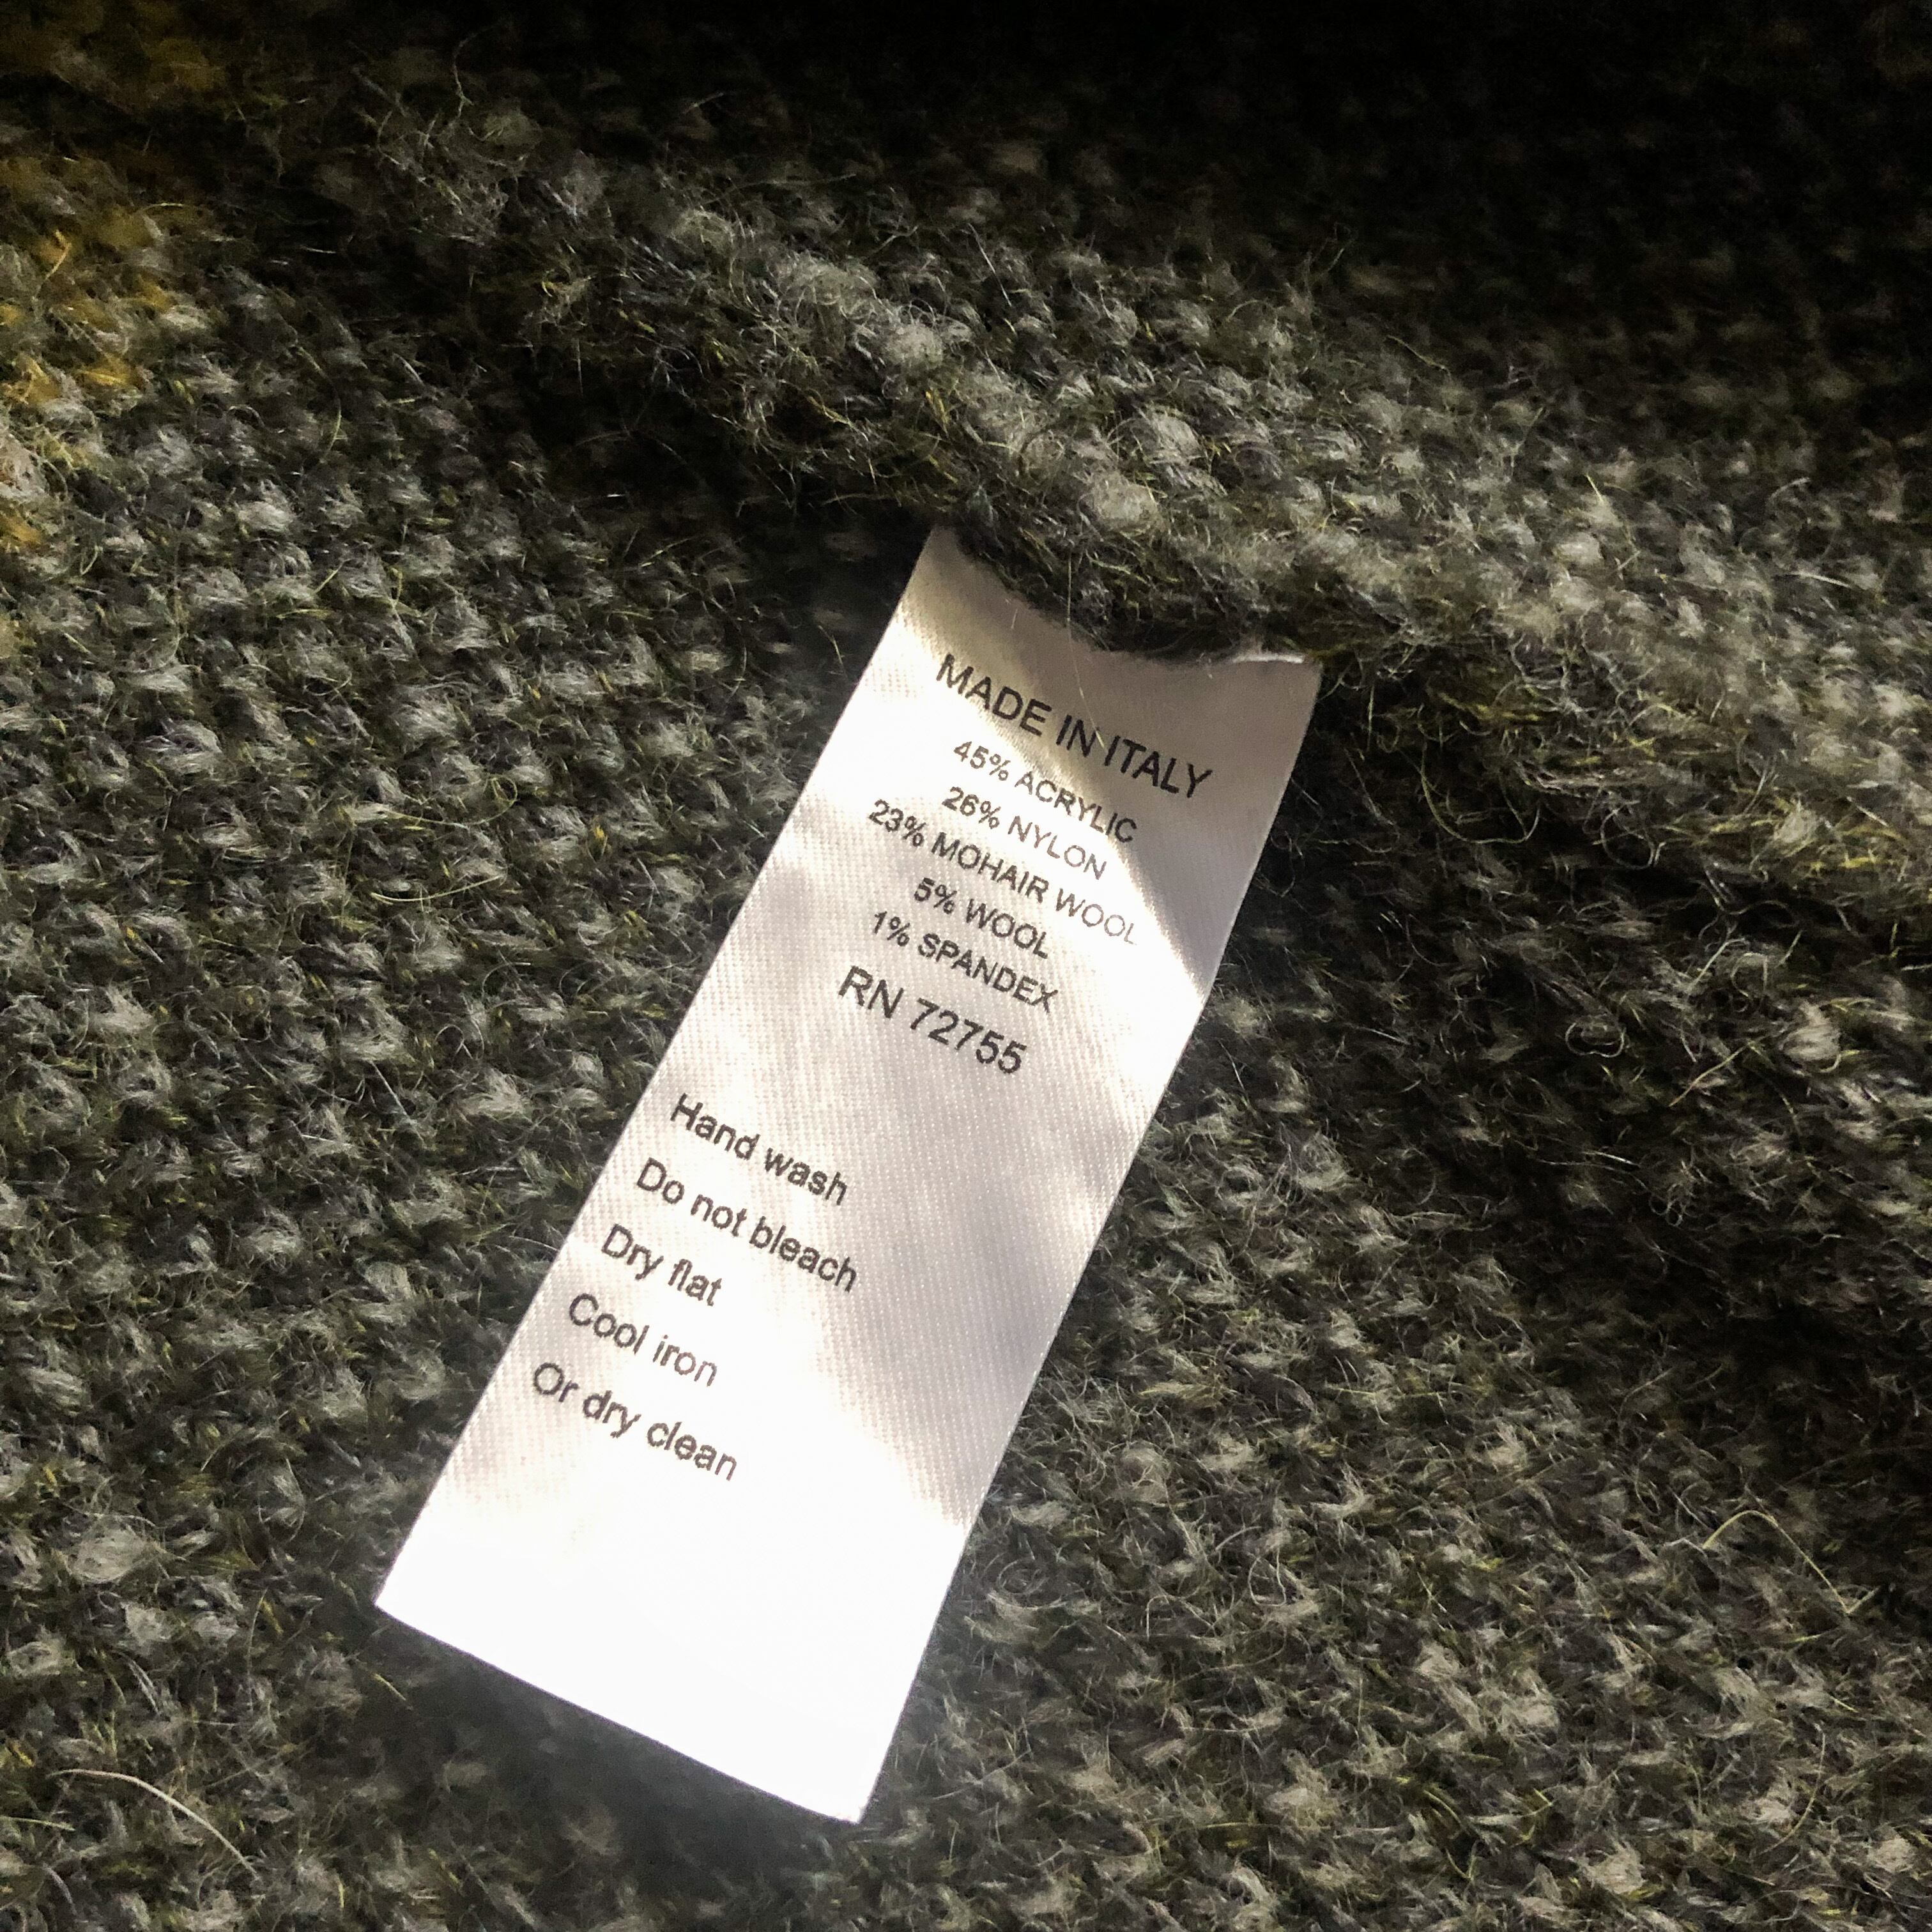 MADE IN ITALY
45% ACRYLIC
26% NYLON
23% MOHAIR WOOL
5% WOOL
1% SPANDEX
RN 72755
Hand wash
Do not bleach
Dry flat
Cool iron
Or dry clean